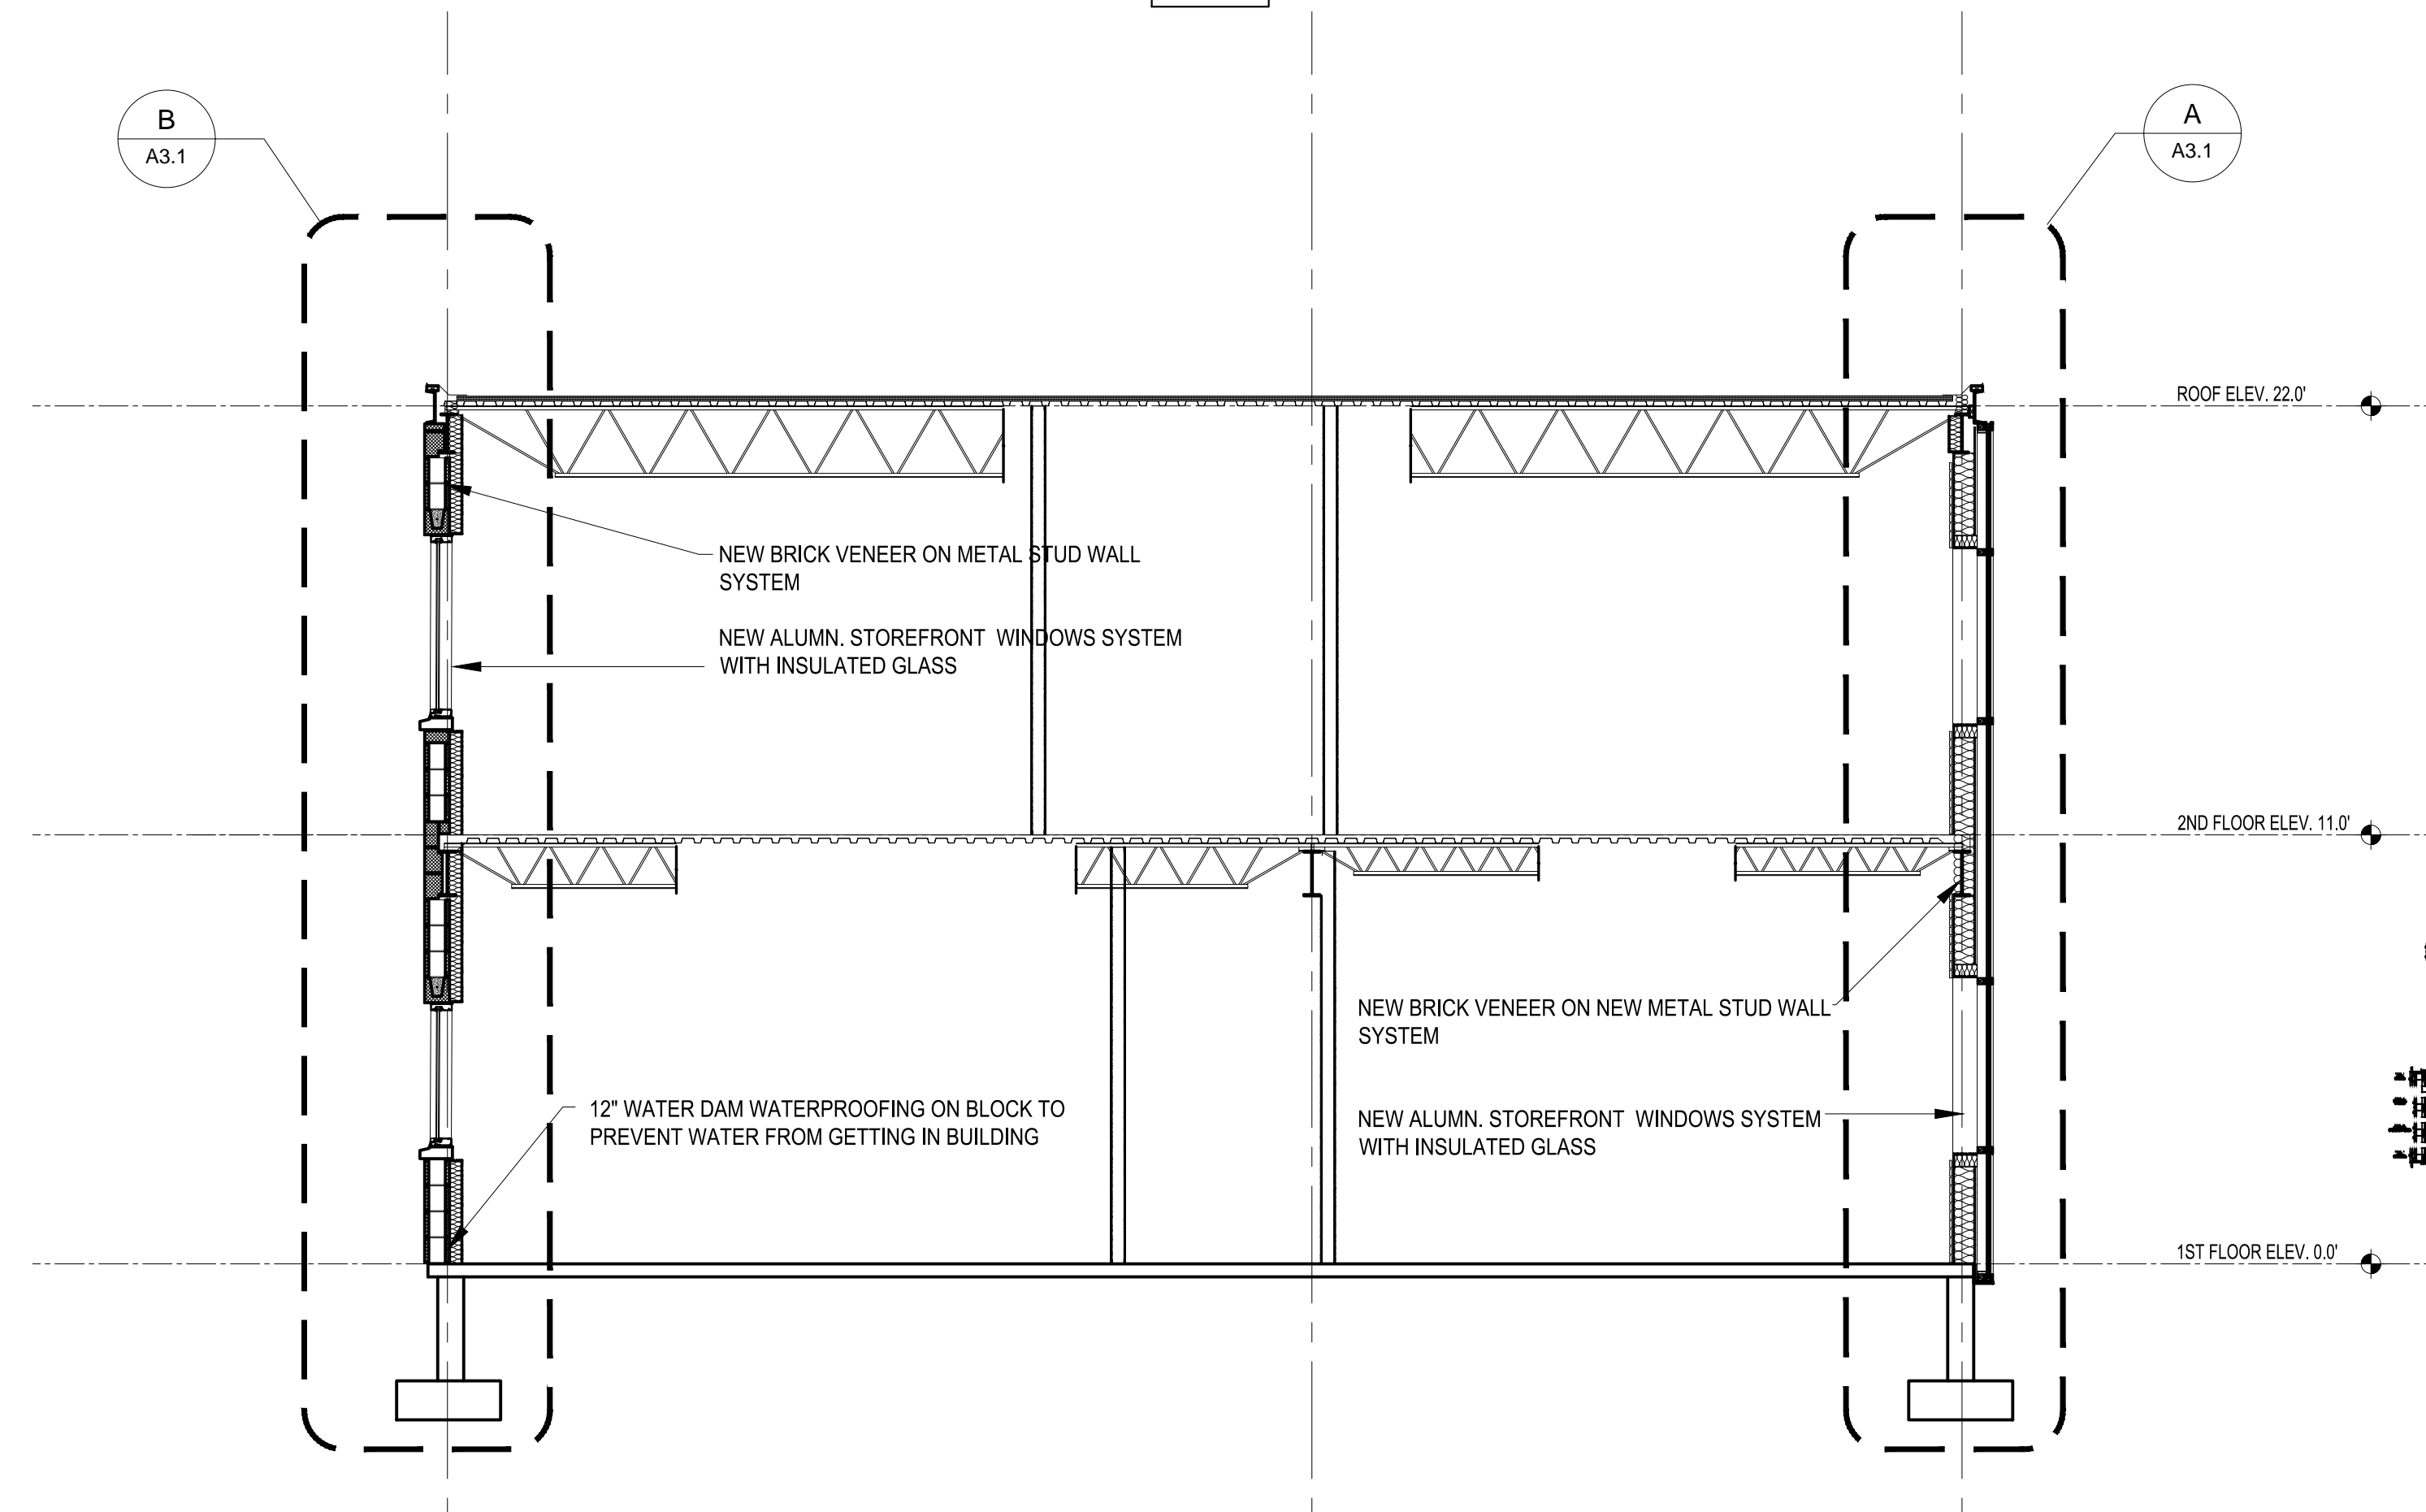 B
A3.1
A
A3.1
ROOF ELEV. 22.0'
NEW BRICK VENEER ON METAL STUD WALL
SYSTEM
NEW ALUMN. STOREFRONT WINDOWS SYSTEM
WITH INSULATED GLASS
2ND FLOOR ELEV. 11.0'
NEW BRICK VENEER ON NEW METAL STUD WALL
SYSTEM
12" WATER DAM WATERPROOFING ON BLOCK TO
PREVENT WATER FROM GETTING IN BUILDING
NEW ALUMN. STOREFRONT WINDOWS SYSTEM
WITH INSULATED GLASS
1ST FLOOR ELEV. 0.0'